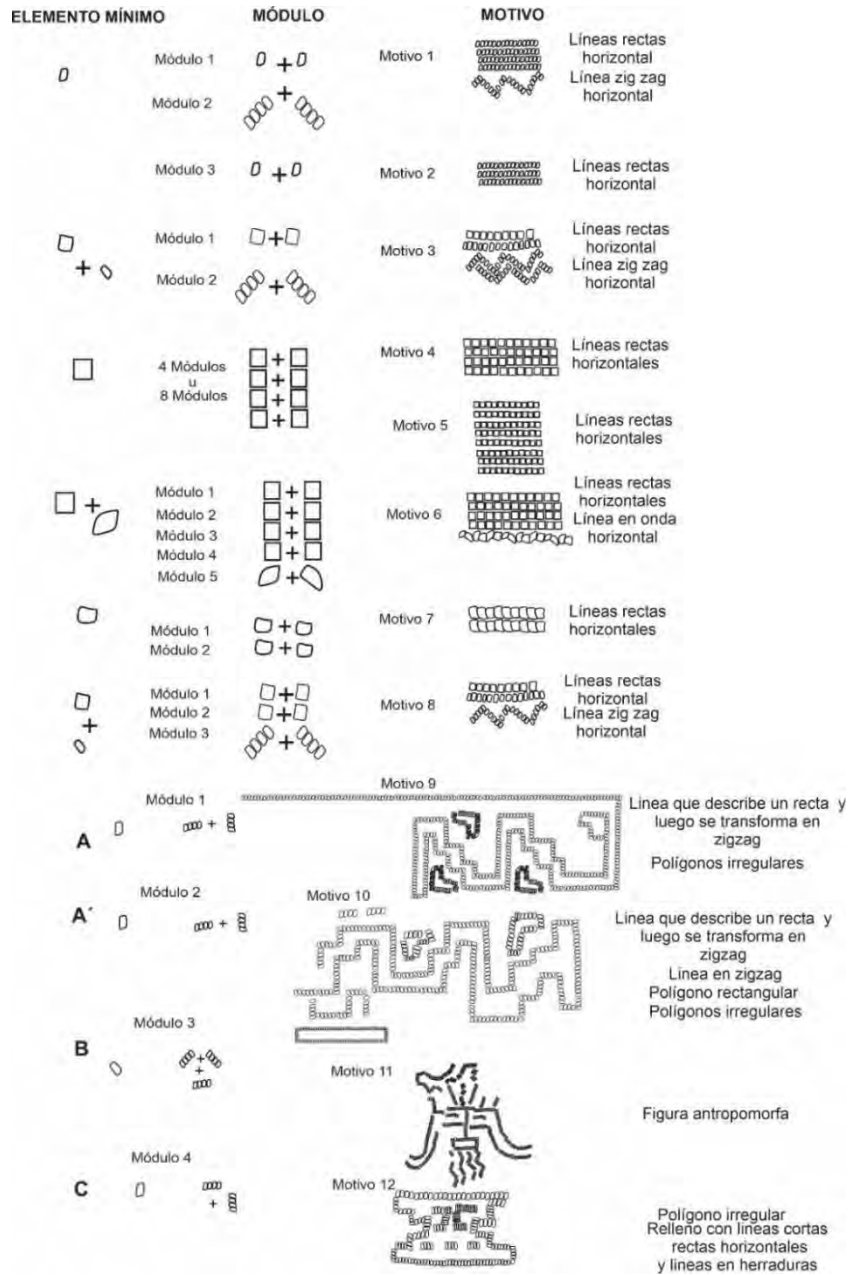 ELEMENTO MÍNIMO MÓDULO MOTIVO
Módulo 1
Módulo 2
Motivo 1
Líneas rectas
horizontal
Línea zig zag
horizontal
Módulo 3
Motivo 2
Líneas rectas
horizontal
Módulo 1
Módulo 2
Motivo 3
Líneas rectas
horizontal
Línea zig zag
horizontal
4 Módulos
u
8 Módulos
Motivo 4
Líneas rectas
horizontales
Motivo 5
Líneas rectas
horizontales
Módulo 1
Módulo 2
Módulo 3
Módulo 4
Módulo 5
Motivo 6
Líneas rectas
horizontales
Línea en onda
horizontal
Módulo 1
Módulo 2
Motivo 7
Líneas rectas
horizontales
Módulo 1
Módulo 2
Módulo 3
Motivo 8
Líneas rectas
horizontal
Línea zig zag
horizontal
A
Módulo 1
Motivo 9
Linea que describe un recta y
luego se transforma en
zigzag
Polígonos irregulares
A´
Módulo 2
Motivo 10
Linea que describe un recta y
luego se transforma en
zigzag
Linea en zigzag
Polígono rectangular
Polígonos irregulares
B
Módulo 3
Motivo 11
Figura antropomorfa
C
Módulo 4
Motivo 12
Polígono irregular
Relleno con lineas cortas
rectas horizontales
y lineas en herraduras